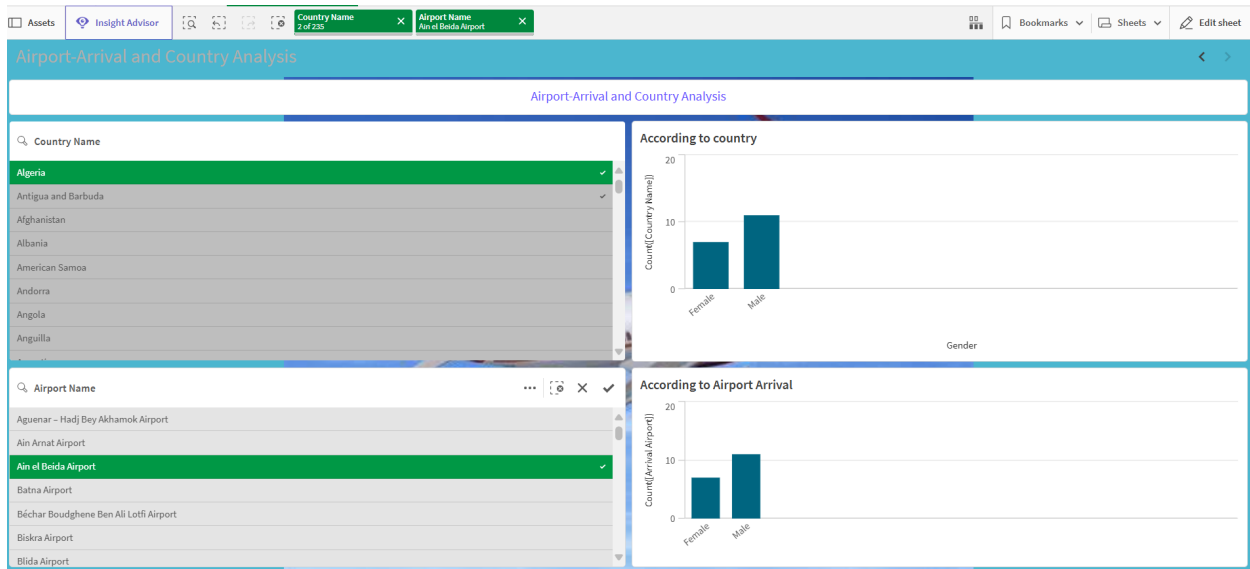 Assets
Insight Advisor
Country Name
2 of 235
Airport Name
Ain el Beida Airport
Bookmarks
Sheets
Edit sheet
Airport-Arrival and Country Analysis
Airport-Arrival and Country Analysis
Country Name
Algeria
Antigua and Barbuda
Afghanistan
Albania
American Samoa
Andorra
Angola
Anguilla
According to country
Count([Country Name])
20
10
0
Female
Male
Gender
Airport Name
Aguenar – Hadj Bey Akhamok Airport
Ain Arnat Airport
Ain el Beida Airport
Batna Airport
Béchar Boudghene Ben Ali Lotfi Airport
Biskra Airport
Blida Airport
According to Airport Arrival
Count([Arrival Airport])
20
10
0
Female
Male